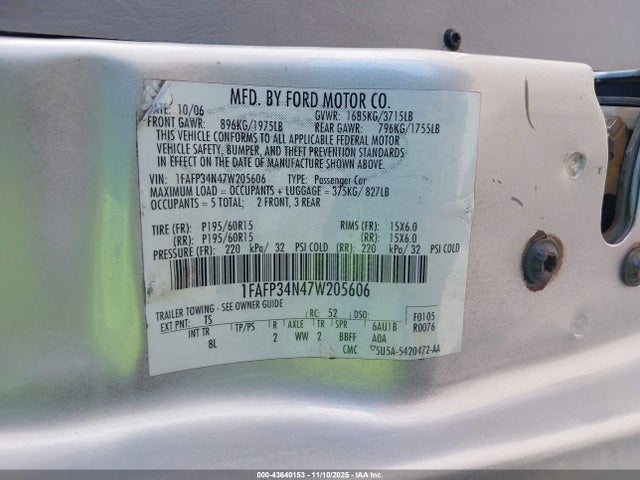 MFD. BY FORD MOTOR CO.
DATE: 10/06 GVWR: 1685KG/3715LB
FRONT GAWR: 896KG/1975LB REAR GAWR: 796KG/1755LB
THIS VEHICLE CONFORMS TO ALL APPLICABLE FEDERAL MOTOR
VEHICLE SAFETY, BUMPER, AND THEFT PREVENTION STANDARDS
IN EFFECT ON THE DATE OF MANUFACTURE SHOWN ABOVE.
VIN: 1FAFP34N47W205606 TYPE: Passenger Car
MAXIMUM LOAD = OCCUPANTS + LUGGAGE = 375KG/ 827LB
OCCUPANTS = 5 TOTAL; 2 FRONT, 3 REAR
TIRE (FR): P195/60R15 RIMS (FR): 15X6.0
(RR): P195/60R15 (RR): 15X6.0
PRESSURE (FR): 220 kPa/ 32 PSI COLD (RR): 220 kPa/ 32 PSI COLD
1FAFP34N47W205606
TRAILER TOWING - SEE OWNER GUIDE
EXT PNT: TS RC: 52 DSO: F0105
R0076
INT TR TP/PS R AXLE TR SPR 6AU1B
8L 2 WW 2 BBFF A0A
CMC ▽5U5A-5420472-AA
000-43640153 — 11/10/2025 — IAA Inc.